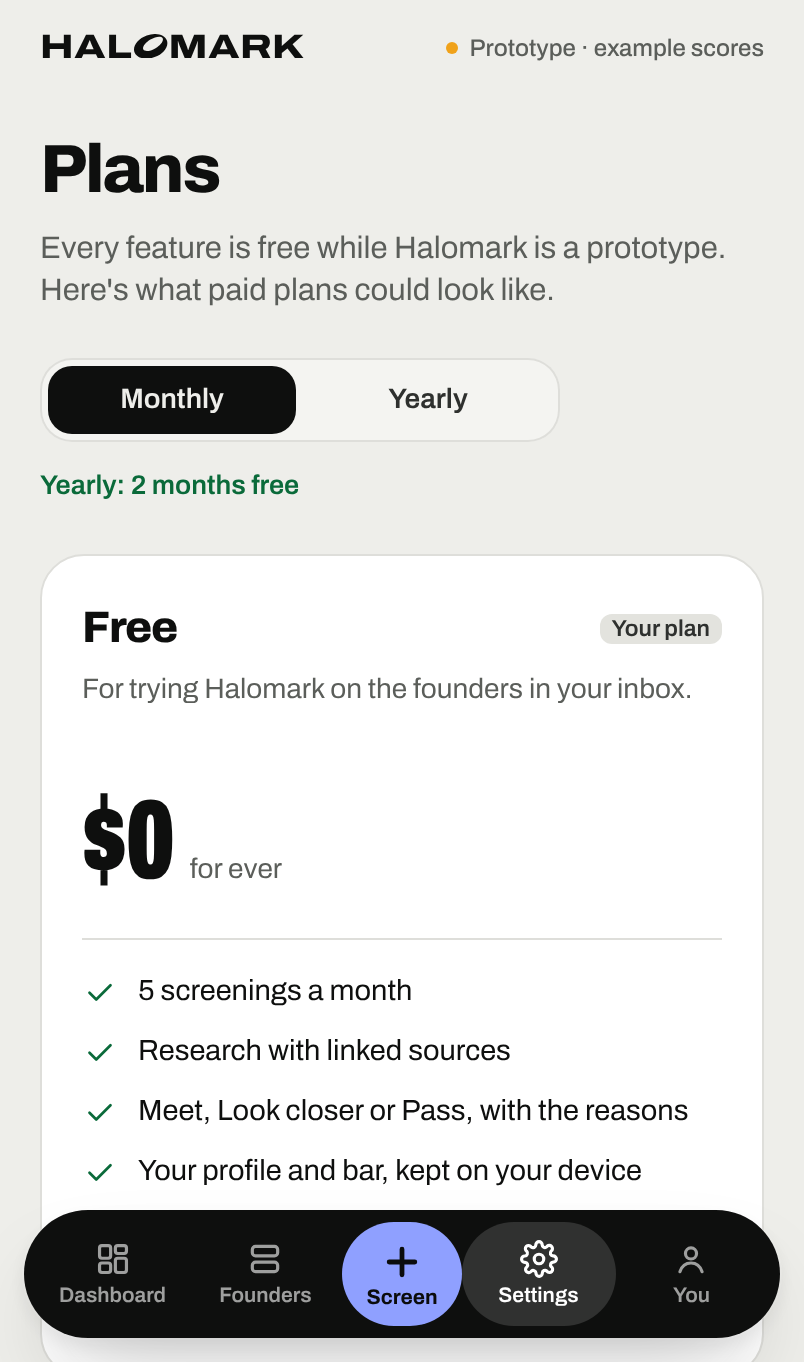 HALOMARK
Prototype · example scores
Plans
Every feature is free while Halomark is a prototype.
Here's what paid plans could look like.
Monthly
Yearly
Yearly: 2 months free
Free
Your plan
For trying Halomark on the founders in your inbox.
$0 for ever
5 screenings a month
Research with linked sources
Meet, Look closer or Pass, with the reasons
Your profile and bar, kept on your device
Dashboard
Founders
Screen
Settings
You